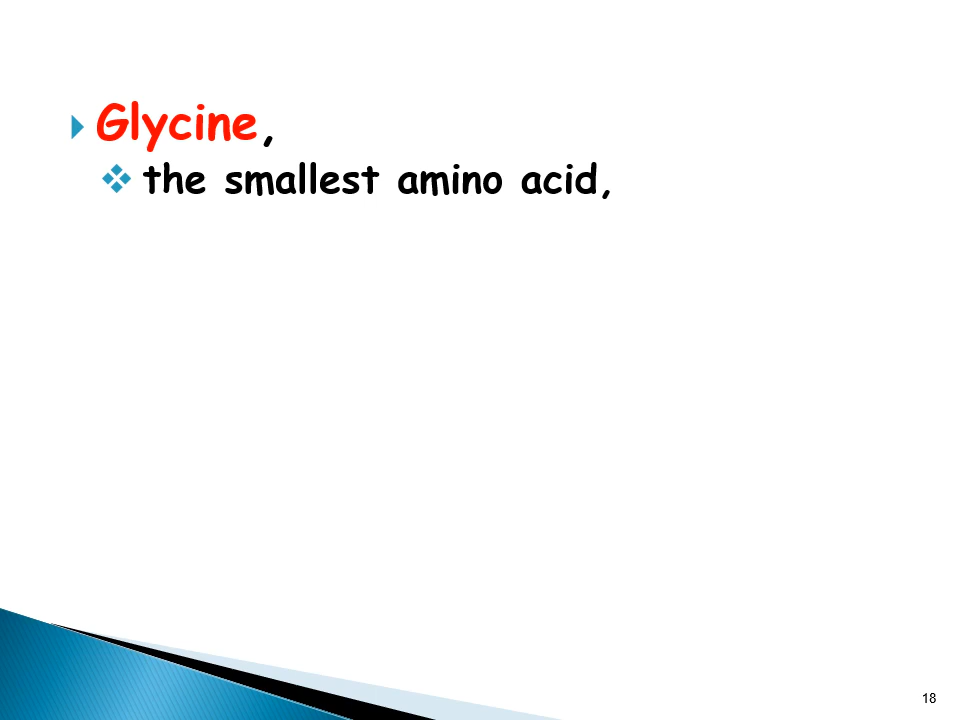 Glycine,
the smallest amino acid,
18